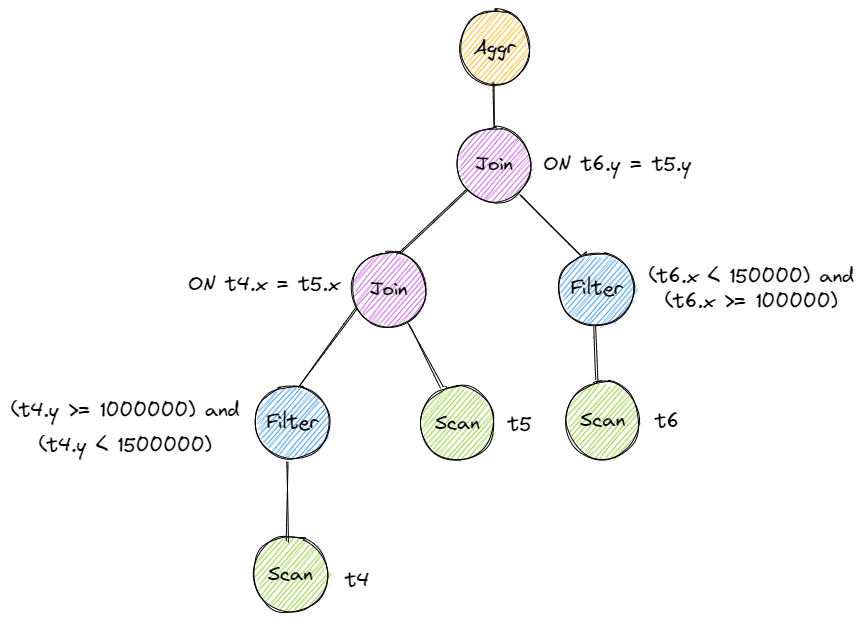 Aggr
Join ON t6.y = t5.y
ON t4.x = t5.x Join
Filter (t6.x < 150000) and
(t6.x >= 100000)
(t4.y >= 1000000) and
(t4.y < 1500000)
Filter
Scan t5
Scan t6
Scan t4